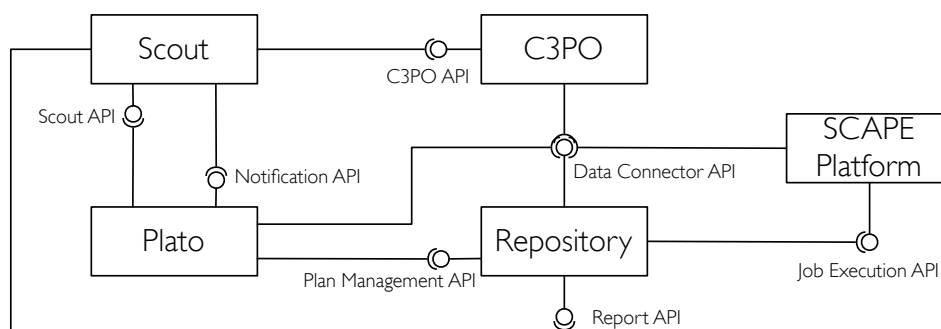 Scout
C3PO
C3PO API
Scout API
SCAPE
Platform
Notification API
Data Connector API
Plato
Repository
Plan Management API
Job Execution API
Report API